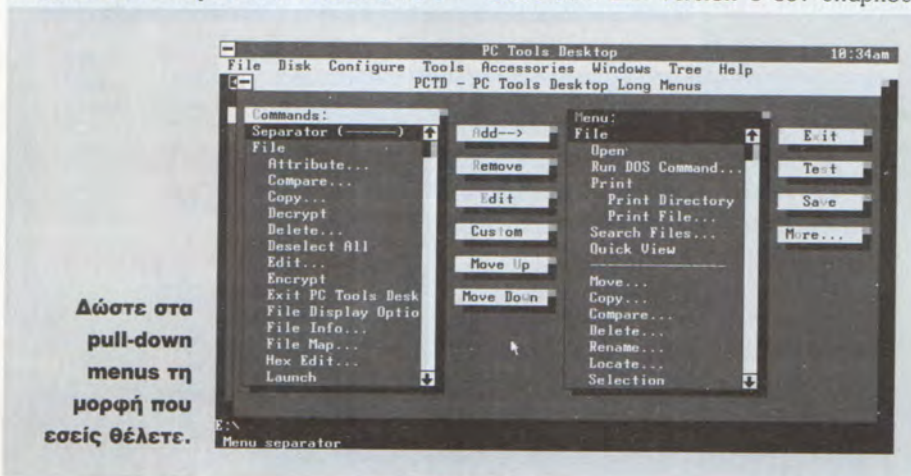 PC Tools Desktop 10:34am
File Disk Configure Tools Accessories Windows Tree Help
PCTD - PC Tools Desktop Long Menus
Commands:
Separator (------)
File
Attribute...
Compare...
Copy...
Decrypt
Delete...
Deselect All
Edit...
Encrypt
Exit PC Tools Desk
File Display Optio
File Info...
File Map...
Hex Edit...
Launch
Add-->
Remove
Edit
Custom
Move Up
Move Down
Menu:
File
Open
Run DOS Command...
Print
Print Directory
Print File...
Search Files...
Quick View
Move...
Copy...
Compare...
Delete...
Rename...
Locate...
Selection
Exit
Test
Save
More...
E:\
Menu separator
Δώστε στα
pull-down
menus τη
μορφή που
εσείς θέλετε.